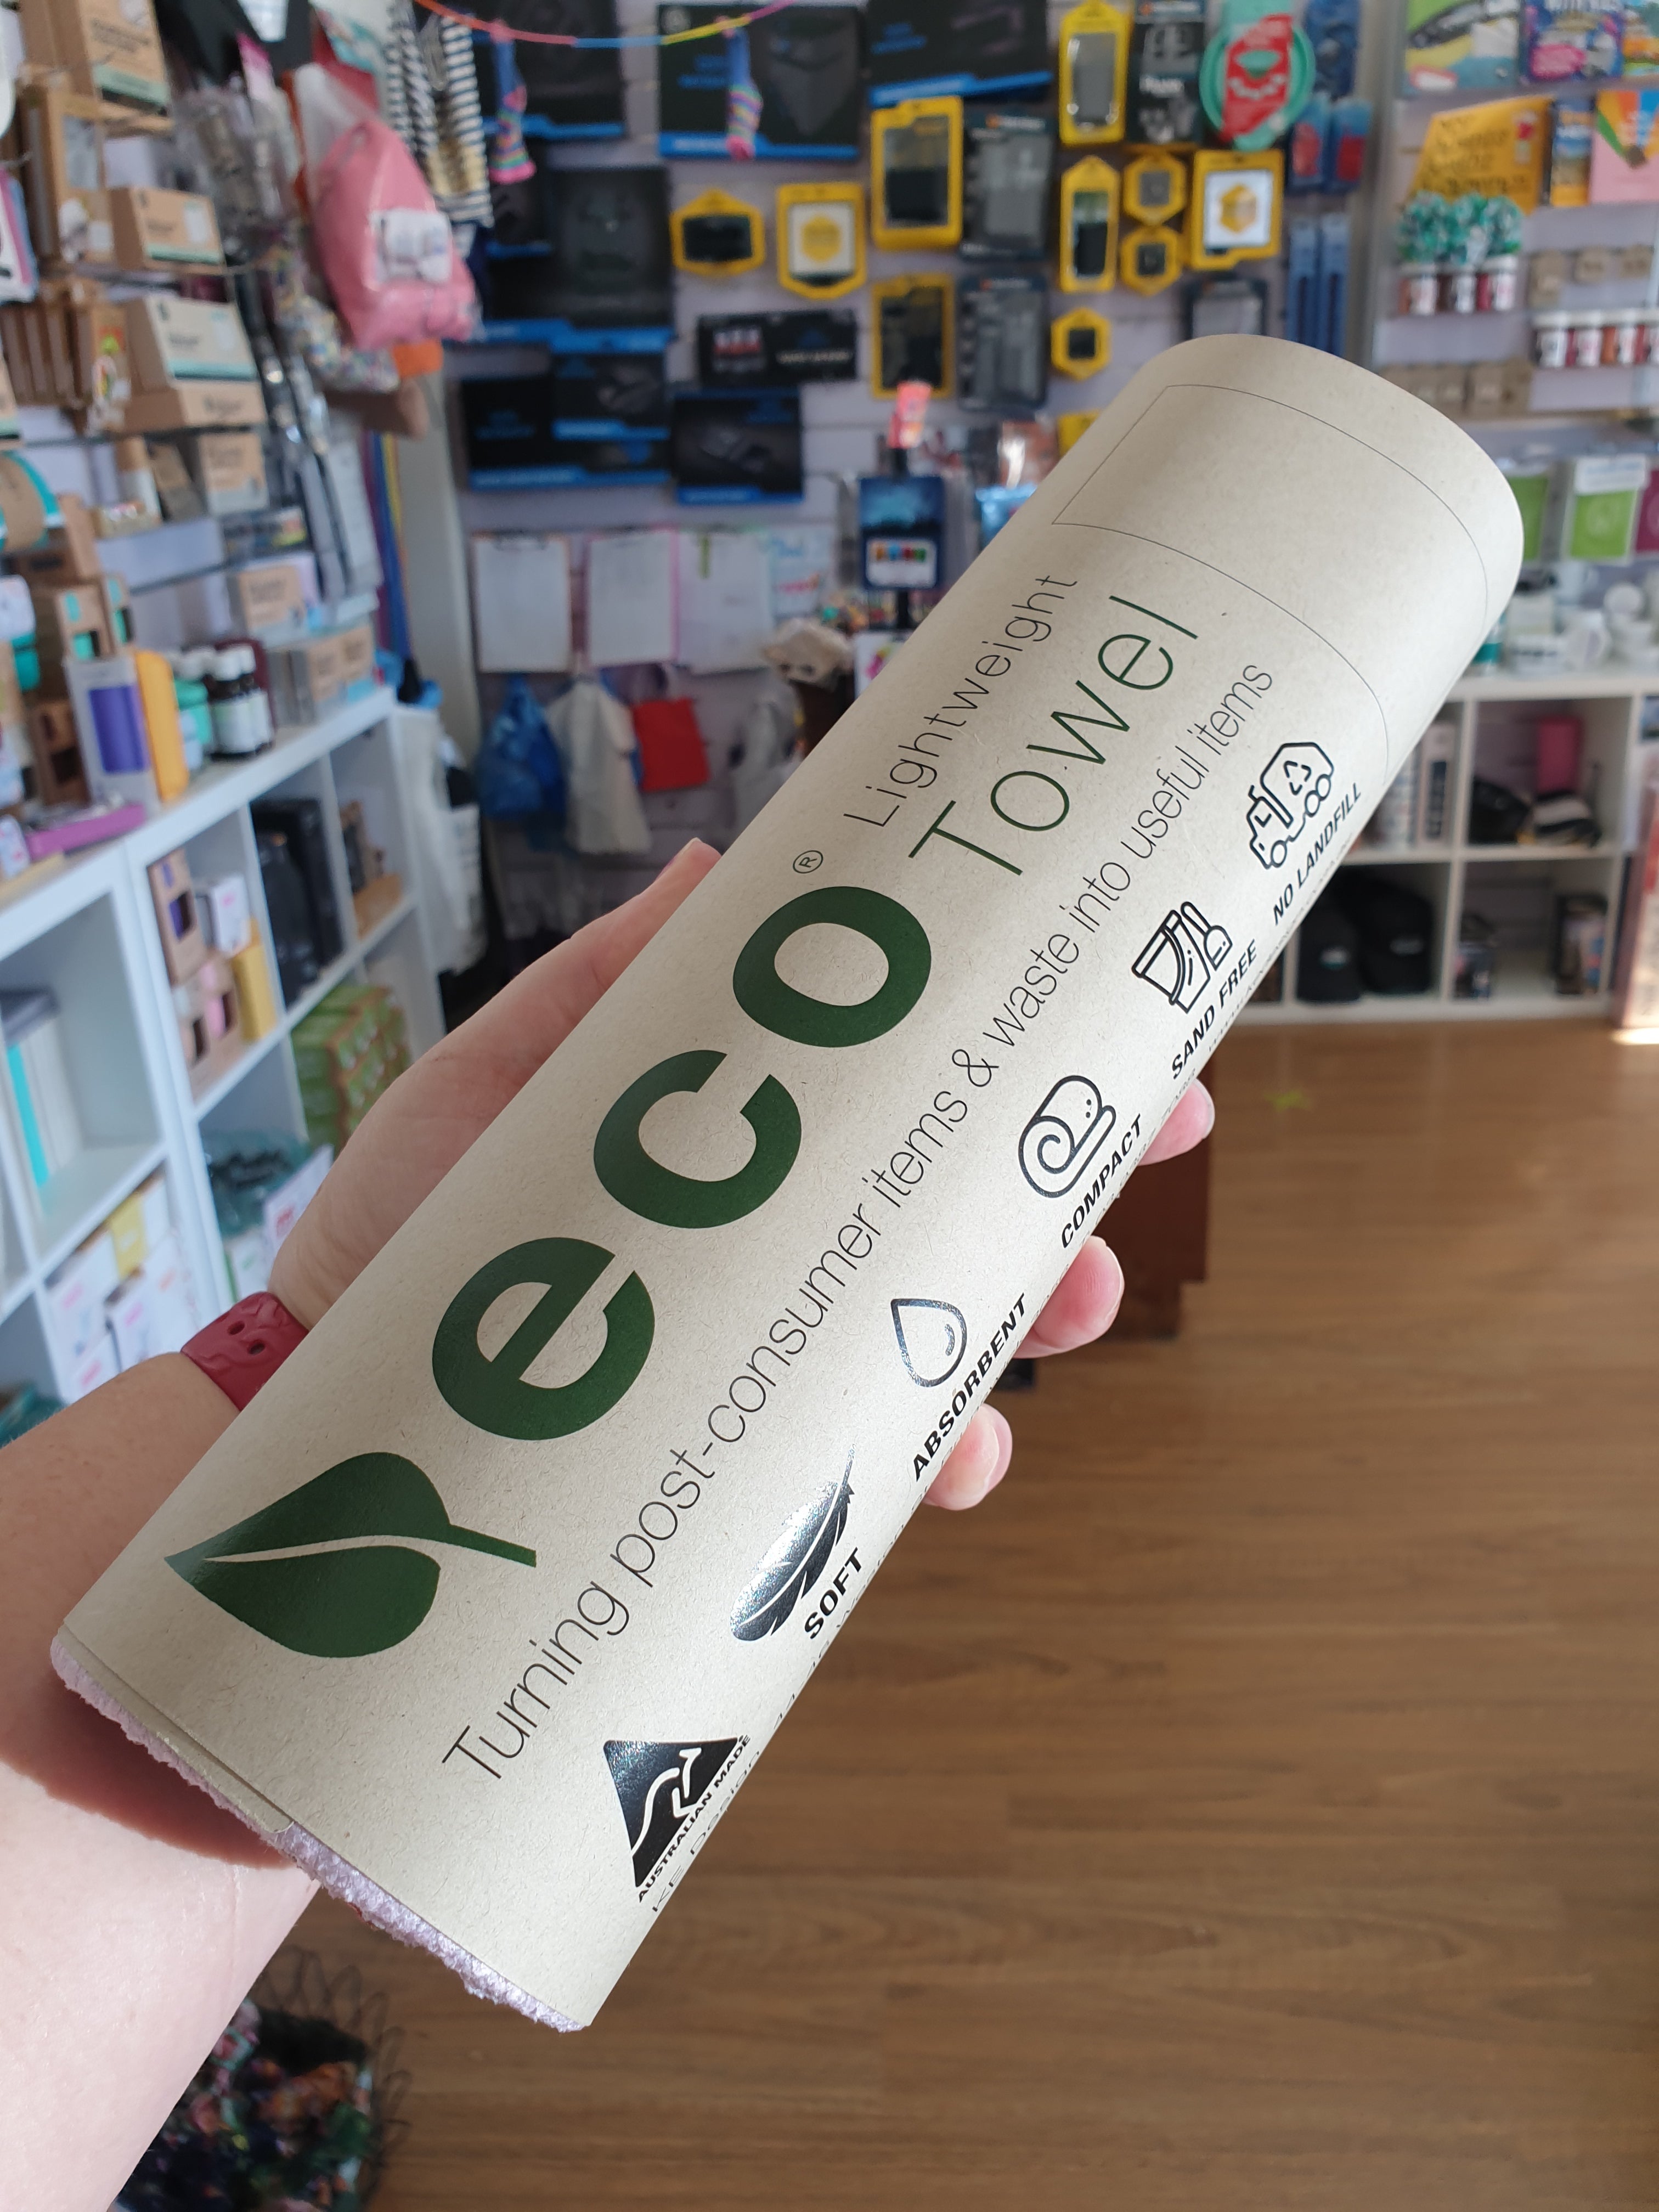 Lightweight
eco® Towel
Turning post-consumer items & waste into useful items
AUSTRALIAN MADE
SOFT
ABSORBENT
COMPACT
SAND FREE
NO LANDFILL